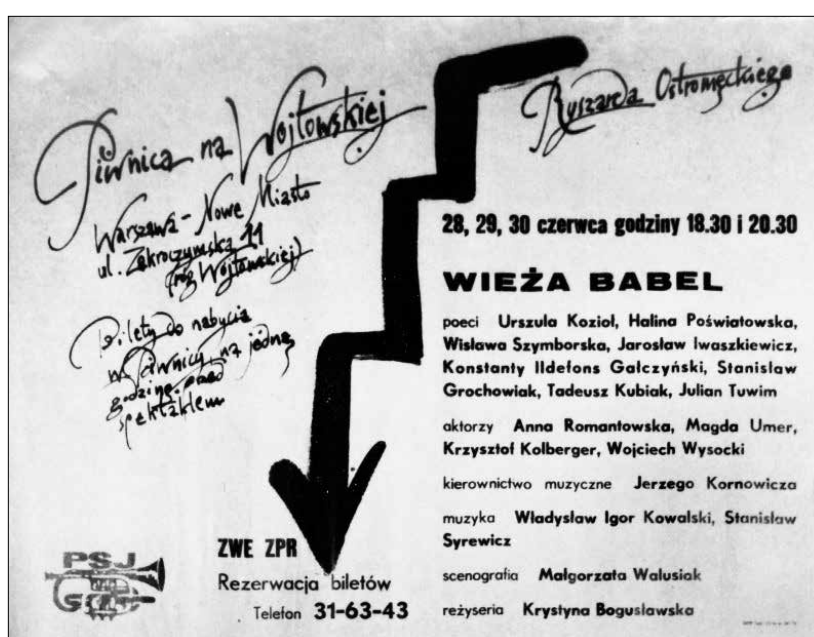 Piwnica na Wójtowskiej
Ryszarda Ostromęckiego
Warszawa - Nowe Miasto
ul. Zakroczymska 11
(róg Wójtowskiej)
Bilety do nabycia
w Piwnicy na jedną
godzinę przed
spektaklem
28, 29, 30 czerwca godziny 18.30 i 20.30
WIEŻA BABEL
poeci Urszula Kozioł, Halina Poświatowska,
Wisława Szymborska, Jarosław Iwaszkiewicz,
Konstanty Ildefons Gałczyński, Stanisław
Grochowiak, Tadeusz Kubiak, Julian Tuwim
aktorzy Anna Romantowska, Magda Umer,
Krzysztof Kolberger, Wojciech Wysocki
kierownictwo muzyczne Jerzego Kornowicza
muzyka Władysław Igor Kowalski, Stanisław
Syrewicz
scenografia Małgorzata Walusiak
reżyseria Krystyna Bogusławska
PSJ
ZWE ZPR
Rezerwacja biletów
Telefon 31-63-43